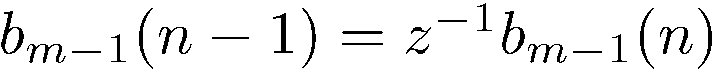 b_{m-1}(n − 1) = z^{-1}b_{m-1}(n)